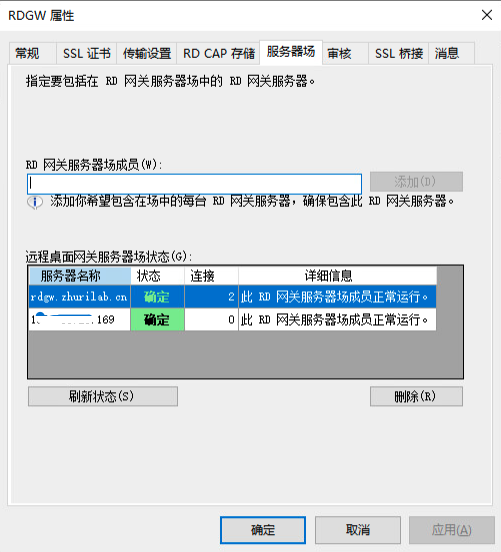 RDGW 属性
常规 SSL 证书 传输设置 RD CAP 存储 服务器场 审核 SSL 桥接 消息
指定要包括在 RD 网关服务器场中的 RD 网关服务器。
RD 网关服务器场成员(W):
添加(D)
添加你希望包含在场中的每台 RD 网关服务器，确保包含此 RD 网关服务器。
远程桌面网关服务器场状态(G):
服务器名称 状态 连接 详细信息
rdgw.zhurilab.cn 确定 2 此 RD 网关服务器场成员正常运行。
.169 确定 0 此 RD 网关服务器场成员正常运行。
刷新状态(S) 删除(R)
确定 取消 应用(A)